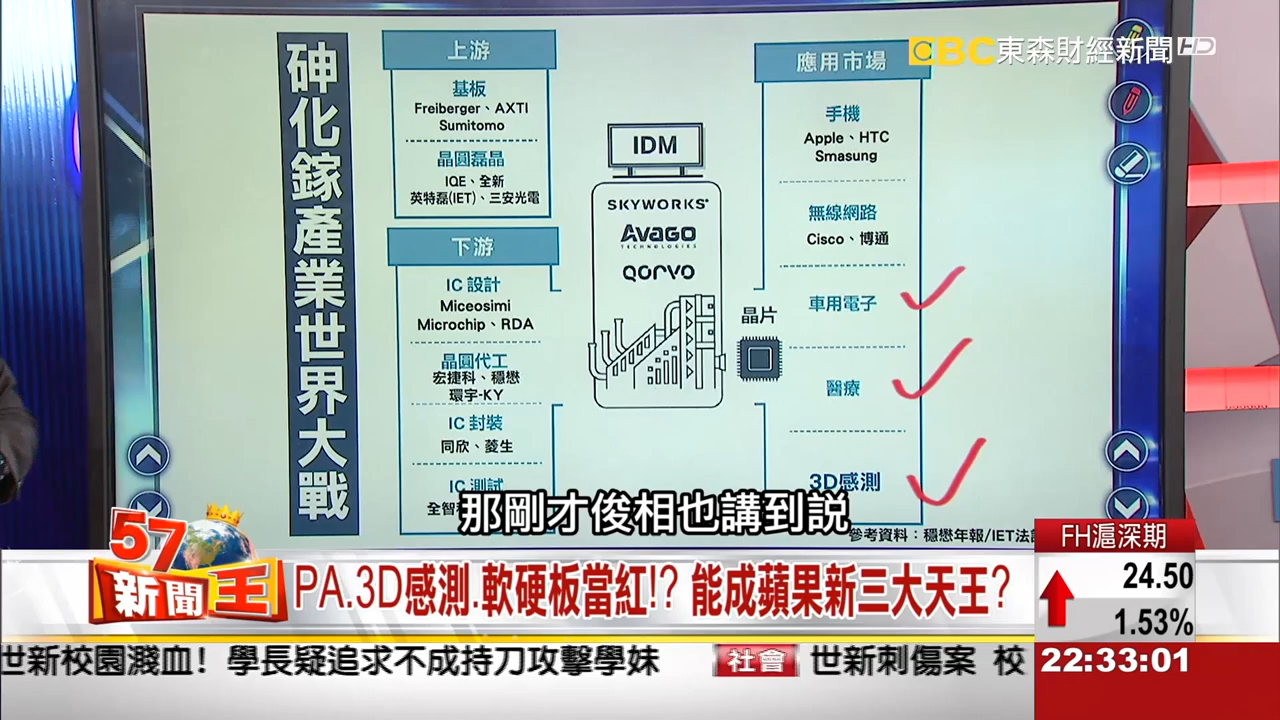 砷化鎵產業世界大戰
上游
基板
Freiberger、AXTI
Sumitomo
晶圓磊晶
IQE、全新
英特磊(IET)、三安光電
下游
IC 設計
Miceosimi
Microchip、RDA
晶圓代工
宏捷科、穩懋
環宇-KY
IC 封裝
同欣、菱生
IC 測試
IDM
SKYWORKS
AVAGO
TECHNOLOGIES
QORVO
晶片
應用市場
手機
Apple、HTC
Smasung
無線網路
Cisco、博通
車用電子
醫療
3D感測
參考資料：穩懋年報/IET法
EBC 東森財經新聞 HD
那剛才俊相也講到說
57新聞王
PA.3D感測.軟硬板當紅!? 能成蘋果新三大天王?
FH滬深期
24.50
1.53%
22:33:01
世新校園濺血! 學長疑追求不成持刀攻擊學妹 社會 世新刺傷案 校